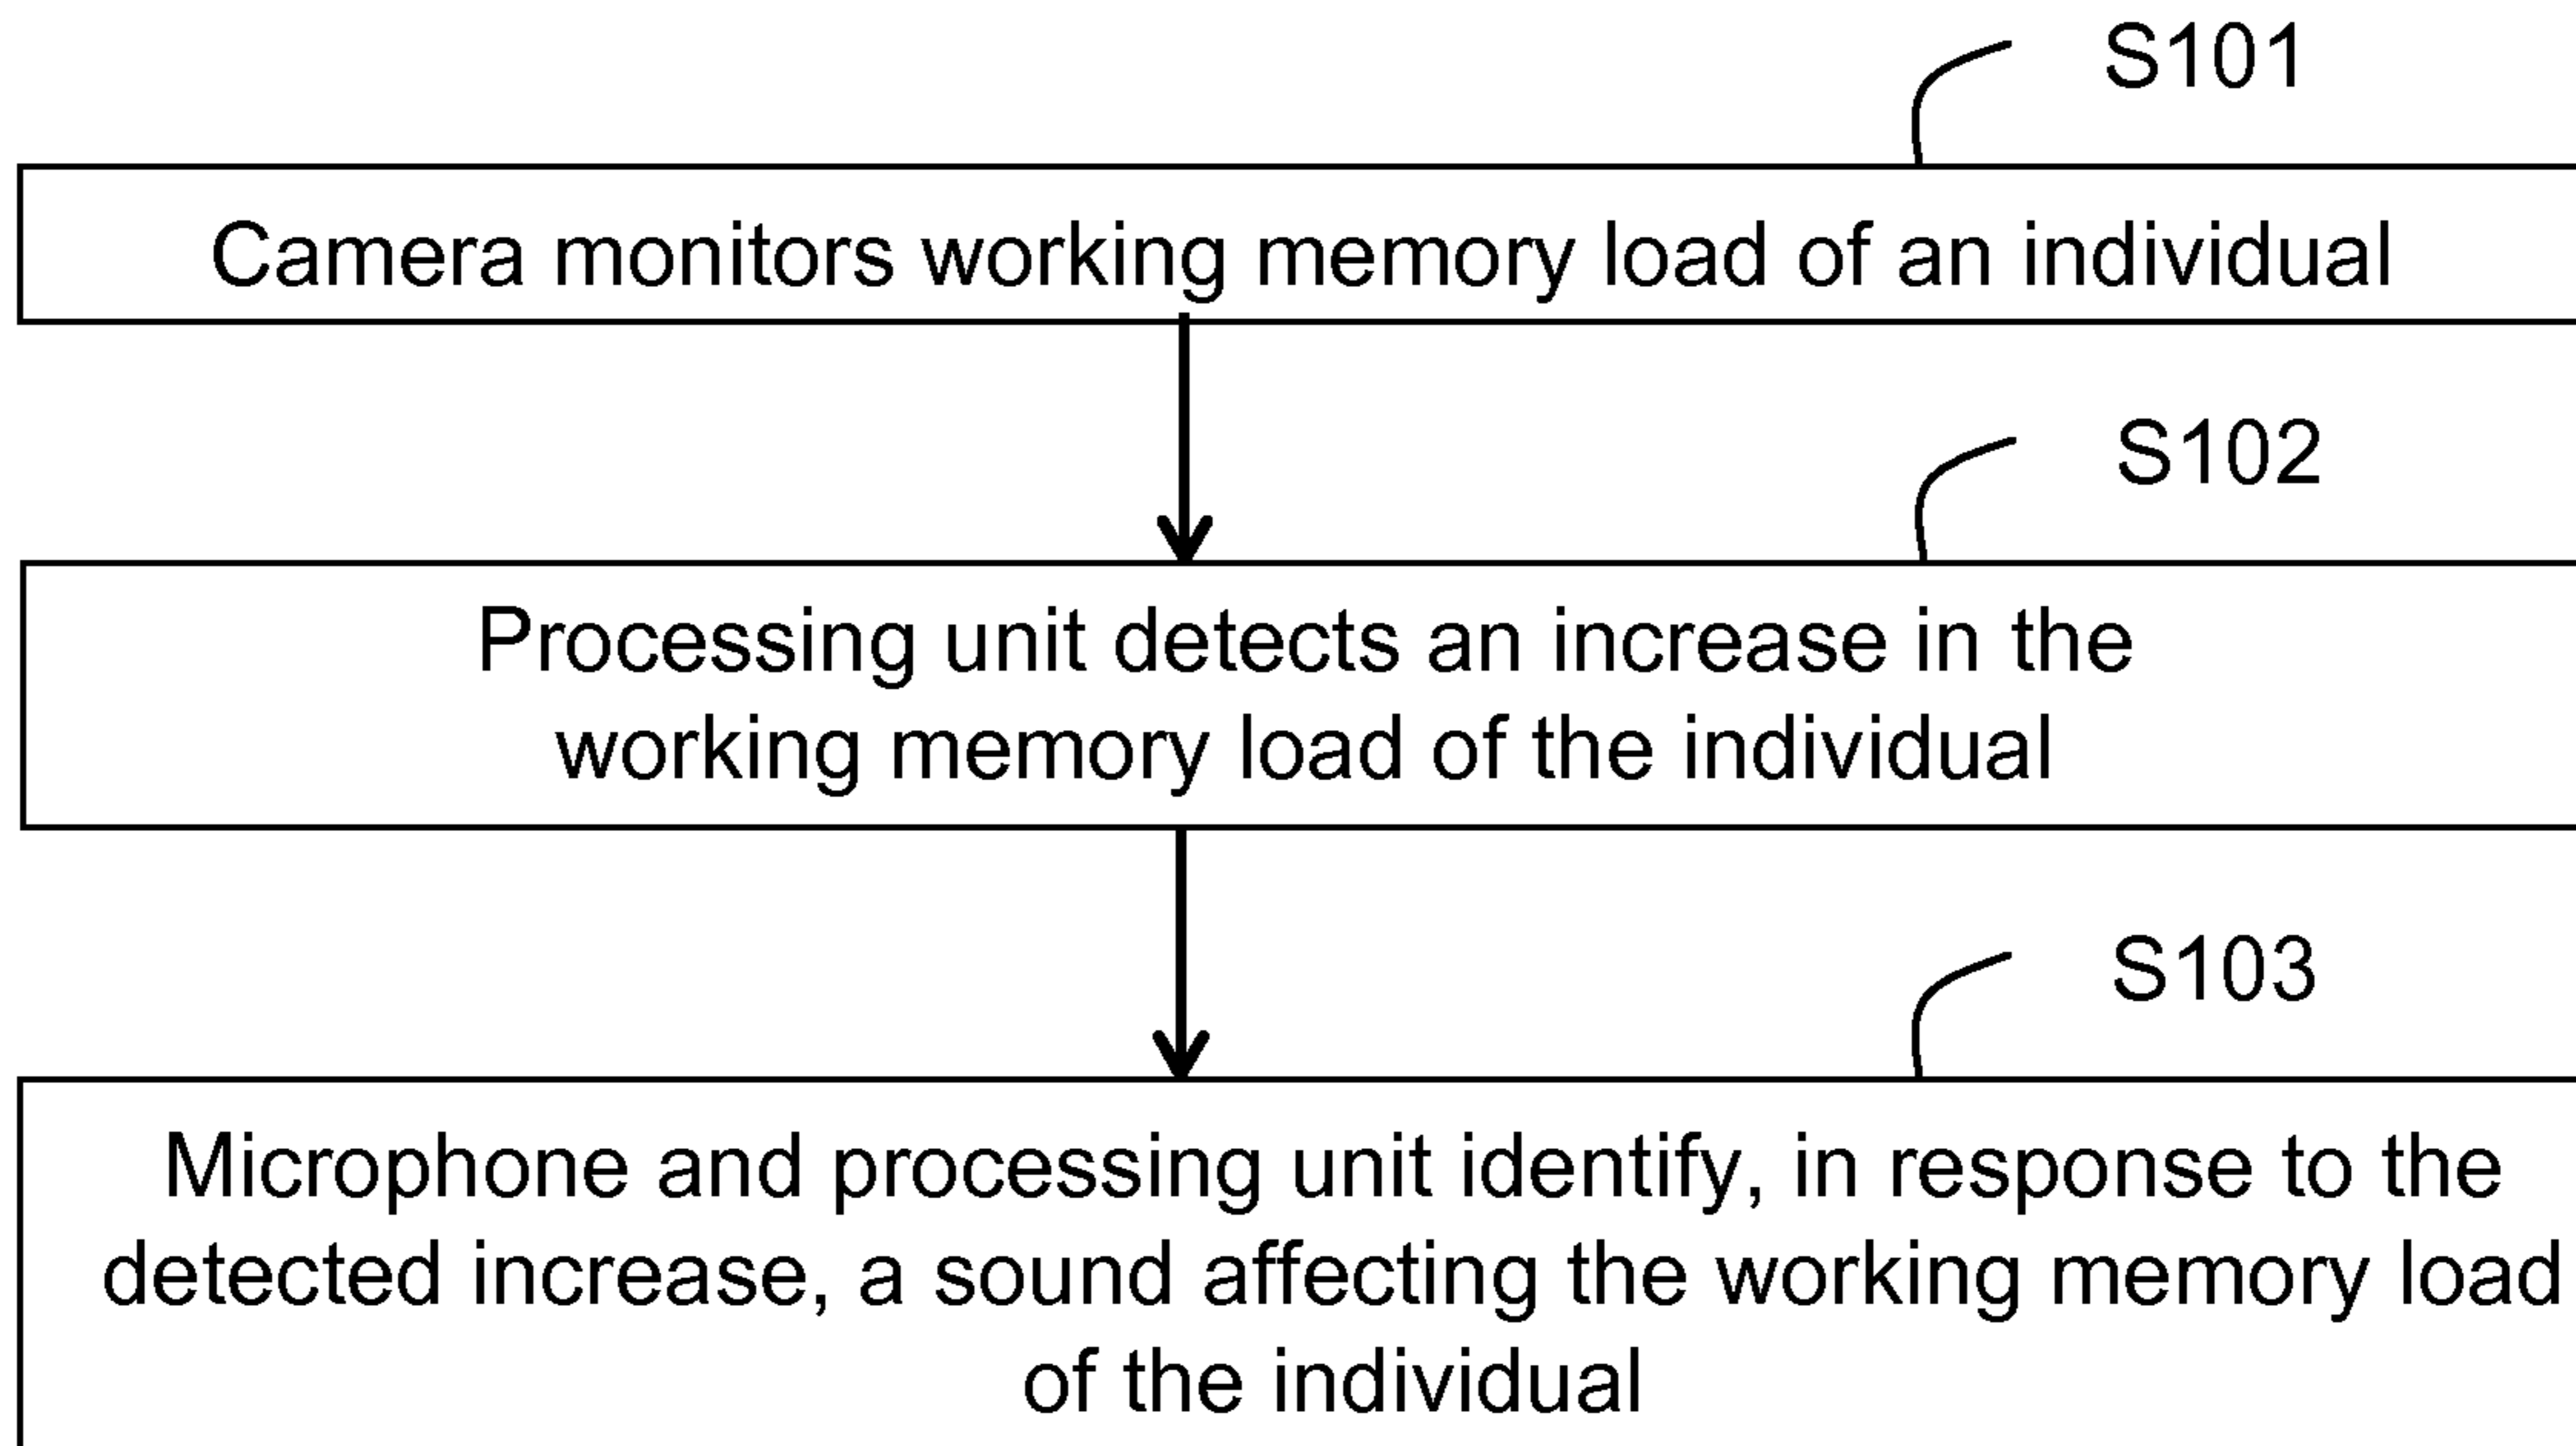 S101
Camera monitors working memory load of an individual
S102
Processing unit detects an increase in the
working memory load of the individual
S103
Microphone and processing unit identify, in response to the
detected increase, a sound affecting the working memory load
of the individual